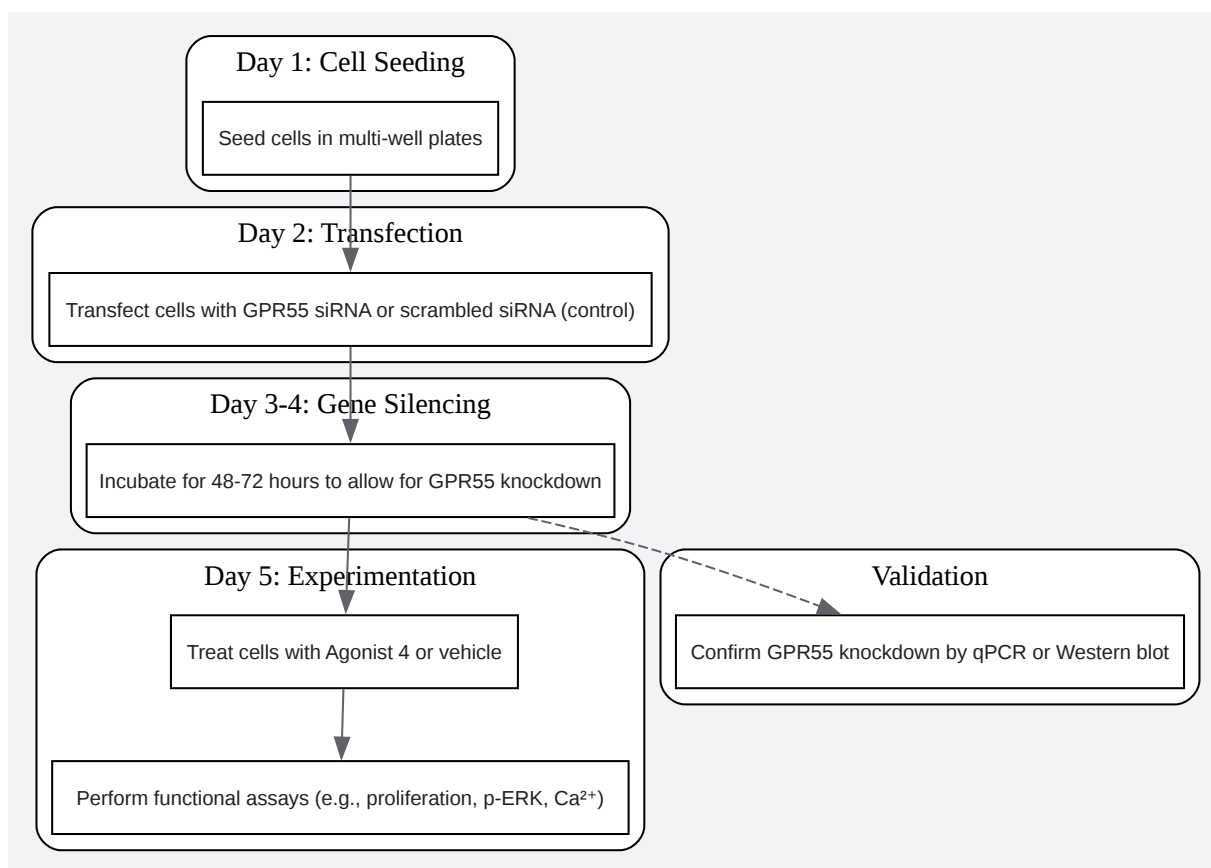 Day 1: Cell Seeding
Seed cells in multi-well plates
Day 2: Transfection
Transfect cells with GPR55 siRNA or scrambled siRNA (control)
Day 3-4: Gene Silencing
Incubate for 48-72 hours to allow for GPR55 knockdown
Day 5: Experimentation
Treat cells with Agonist 4 or vehicle
Perform functional assays (e.g., proliferation, p-ERK, Ca²⁺)
Validation
Confirm GPR55 knockdown by qPCR or Western blot